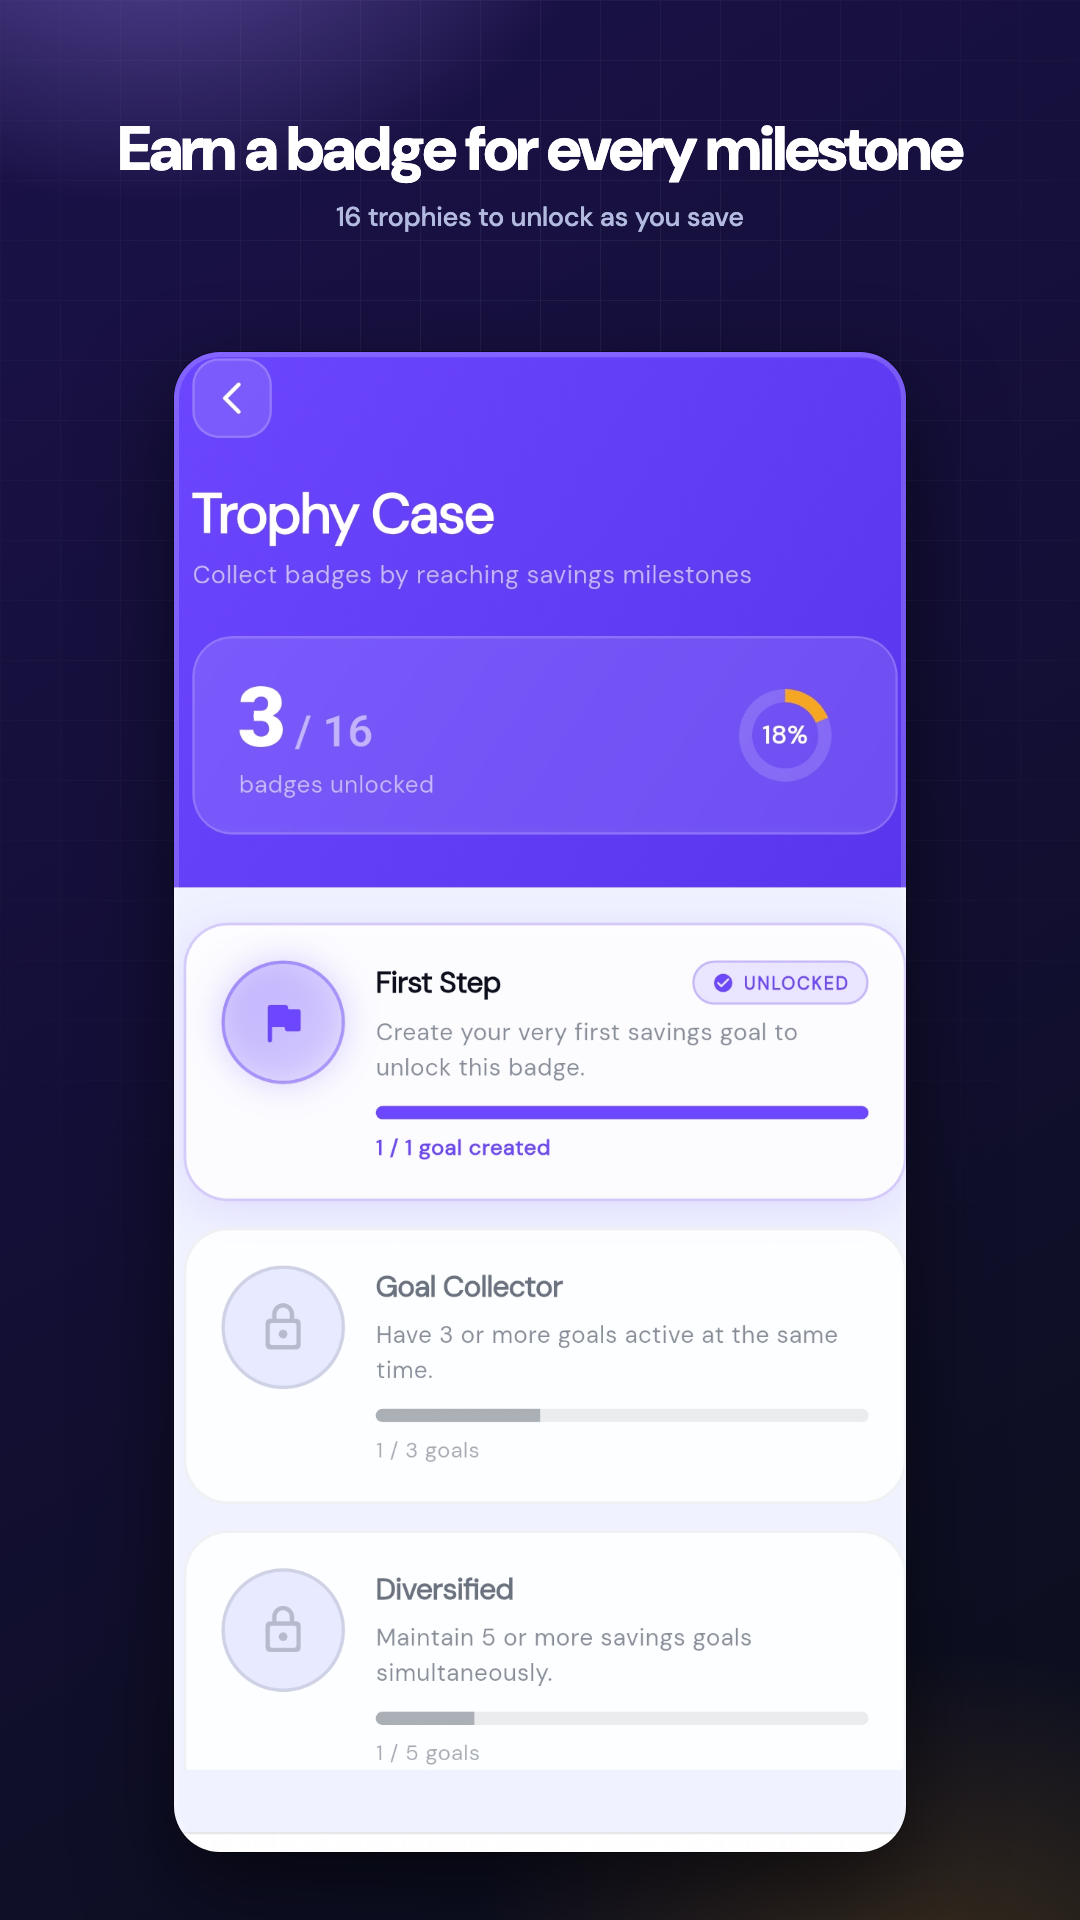 Earn a badge for every milestone
16 trophies to unlock as you save
Trophy Case
Collect badges by reaching savings milestones
3 / 16
18%
badges unlocked
First Step
UNLOCKED
Create your very first savings goal to
unlock this badge.
1 / 1 goal created
Goal Collector
Have 3 or more goals active at the same
time.
1 / 3 goals
Diversified
Maintain 5 or more savings goals
simultaneously.
1 / 5 goals